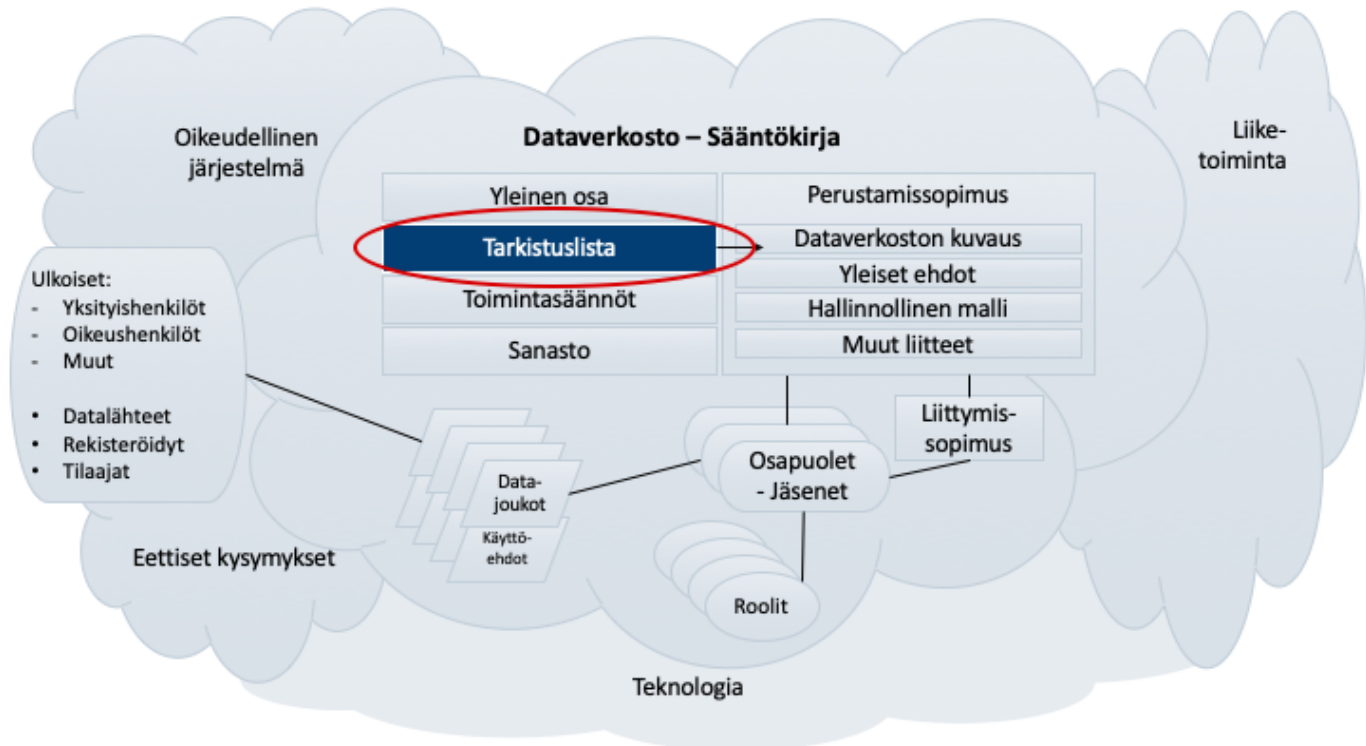 Oikeudellinen
järjestelmä
Dataverkosto – Sääntökirja
Liike-
toiminta
Yleinen osa
Tarkistuslista
Toimintasäännöt
Sanasto
Perustamissopimus
Dataverkoston kuvaus
Yleiset ehdot
Hallinnollinen malli
Muut liitteet
Ulkoiset:
- Yksityishenkilöt
- Oikeushenkilöt
- Muut
• Datalähteet
• Rekisteröidyt
• Tilaajat
Liittymis-
sopimus
Osapuolet
- Jäsenet
Data-
joukot
Käyttö-
ehdot
Eettiset kysymykset
Roolit
Teknologia